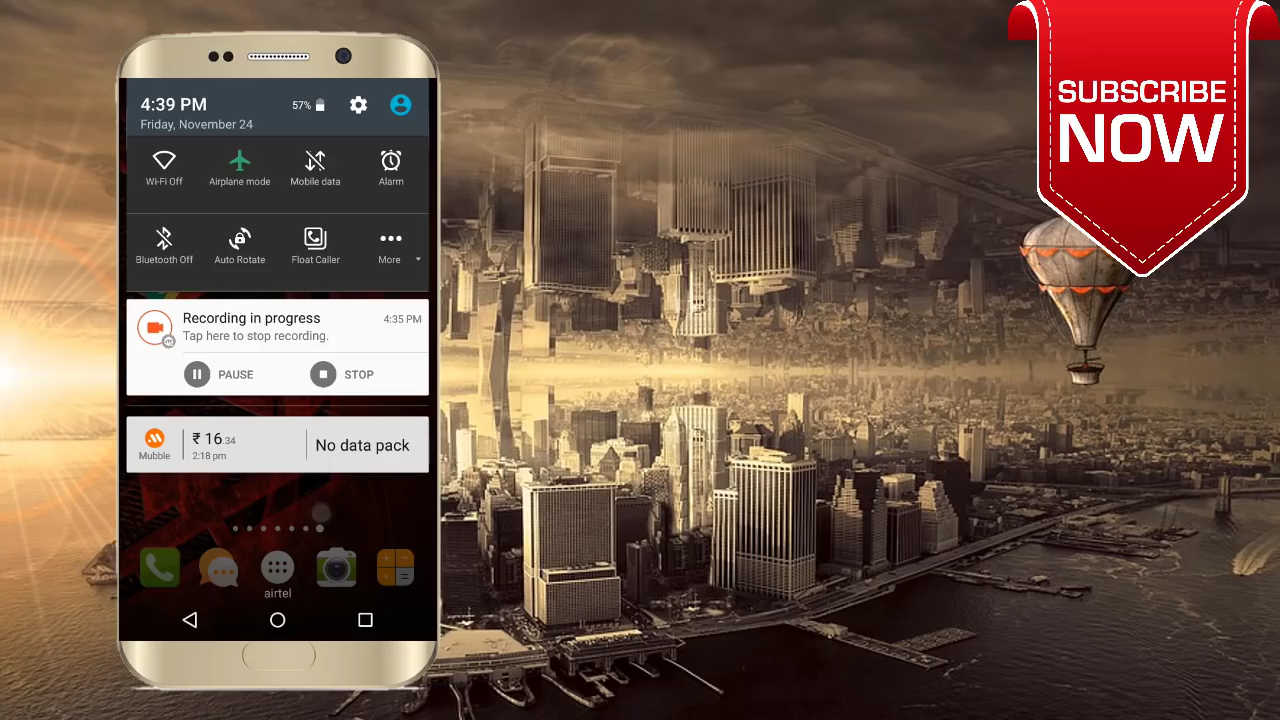 4:39 PM
57%
Friday, November 24
Wi-Fi Off
Airplane mode
Mobile data
Alarm
Bluetooth Off
Auto Rotate
Float Caller
More
Recording in progress
4:35 PM
Tap here to stop recording.
PAUSE
STOP
Mubble
₹ 16.34
2:18 pm
No data pack
airtel
SUBSCRIBE
NOW